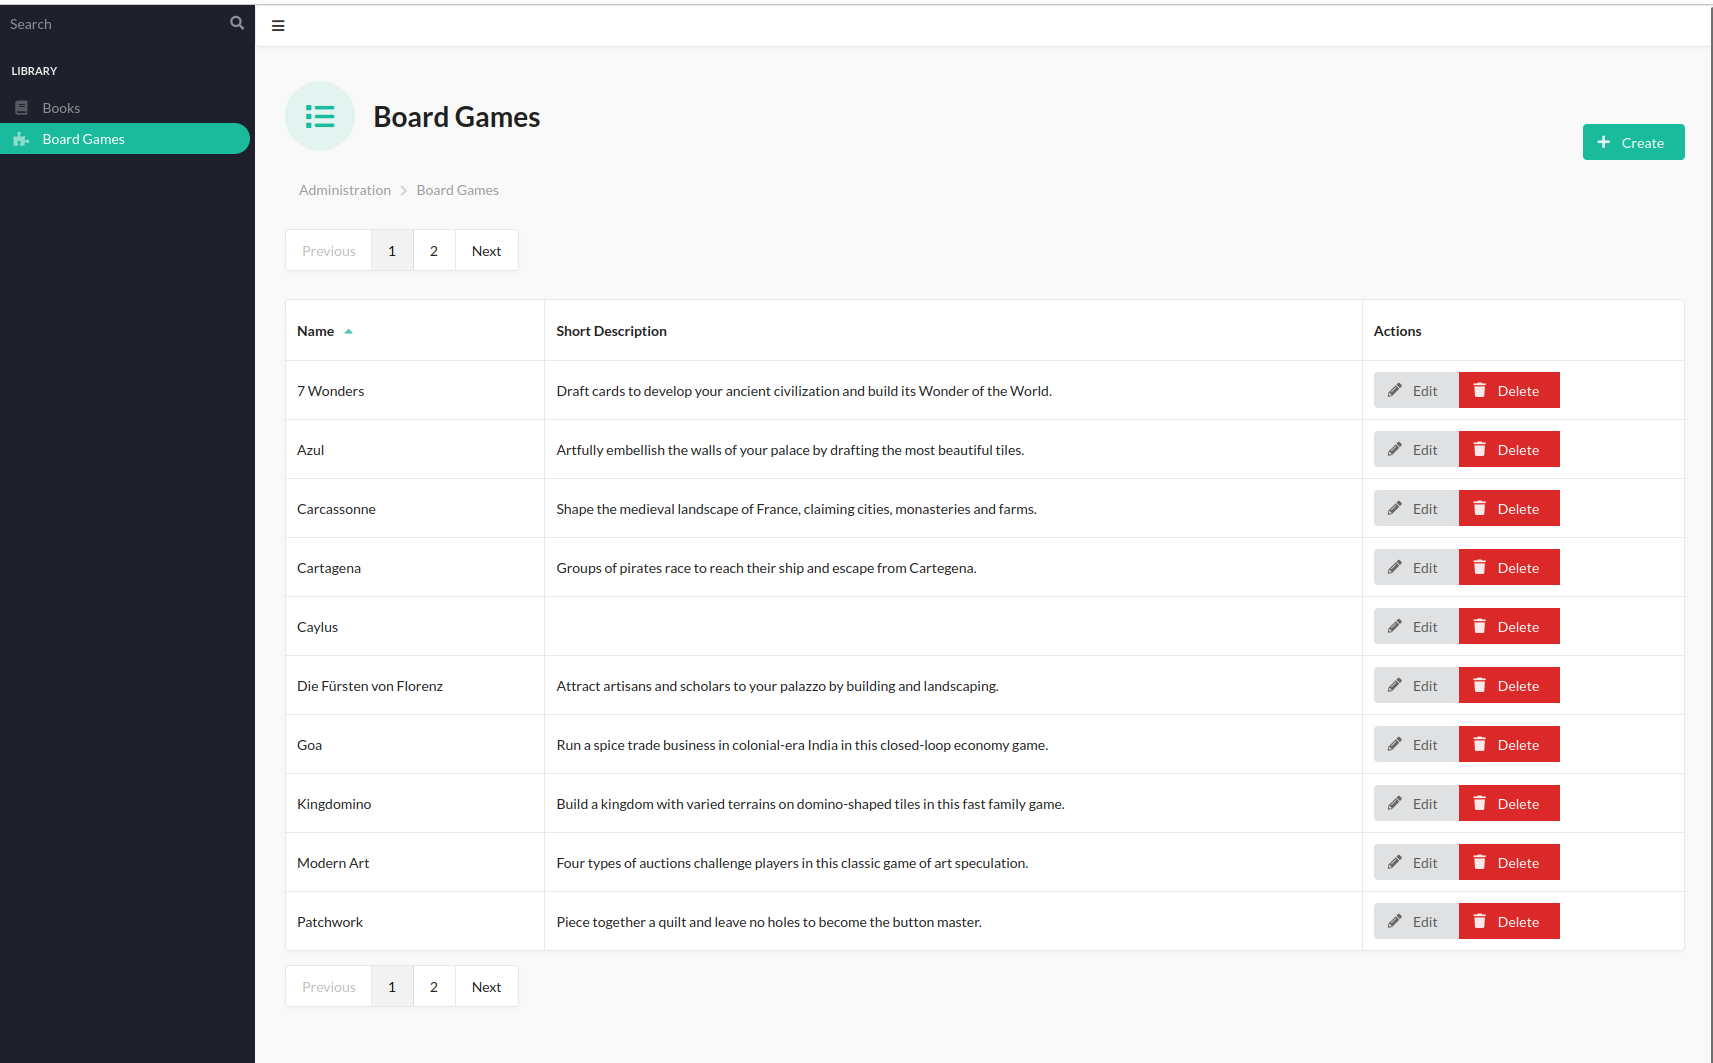 Search
LIBRARY
Books
Board Games
Board Games
Create
Administration
Board Games
Previous 1 2 Next
Name Short Description Actions
7 Wonders Draft cards to develop your ancient civilization and build its Wonder of the World. Edit Delete
Azul Artfully embellish the walls of your palace by drafting the most beautiful tiles. Edit Delete
Carcassonne Shape the medieval landscape of France, claiming cities, monasteries and farms. Edit Delete
Cartagena Groups of pirates race to reach their ship and escape from Cartegena. Edit Delete
Caylus Edit Delete
Die Fürsten von Florenz Attract artisans and scholars to your palazzo by building and landscaping. Edit Delete
Goa Run a spice trade business in colonial-era India in this closed-loop economy game. Edit Delete
Kingdomino Build a kingdom with varied terrains on domino-shaped tiles in this fast family game. Edit Delete
Modern Art Four types of auctions challenge players in this classic game of art speculation. Edit Delete
Patchwork Piece together a quilt and leave no holes to become the button master. Edit Delete
Previous 1 2 Next